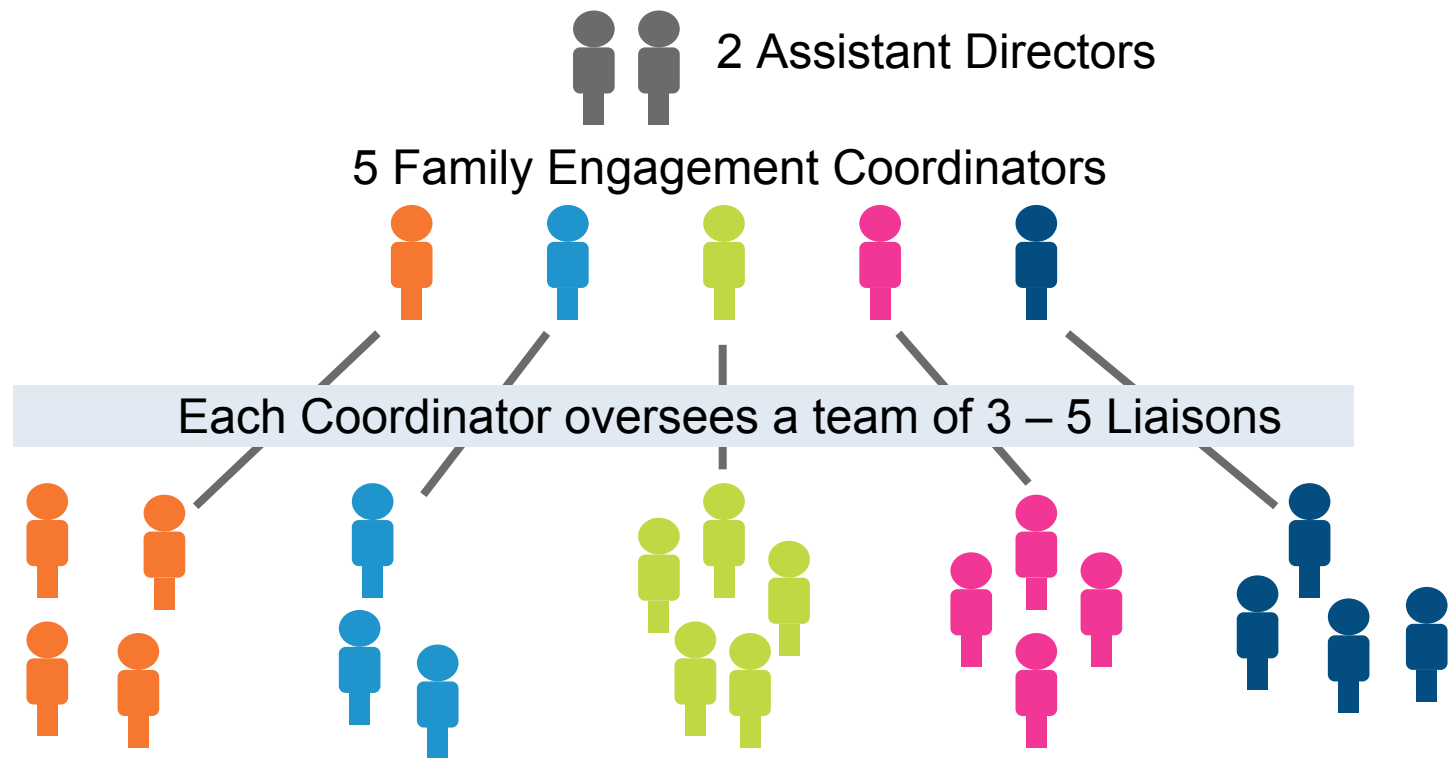 2 Assistant Directors
5 Family Engagement Coordinators
Each Coordinator oversees a team of 3 – 5 Liaisons